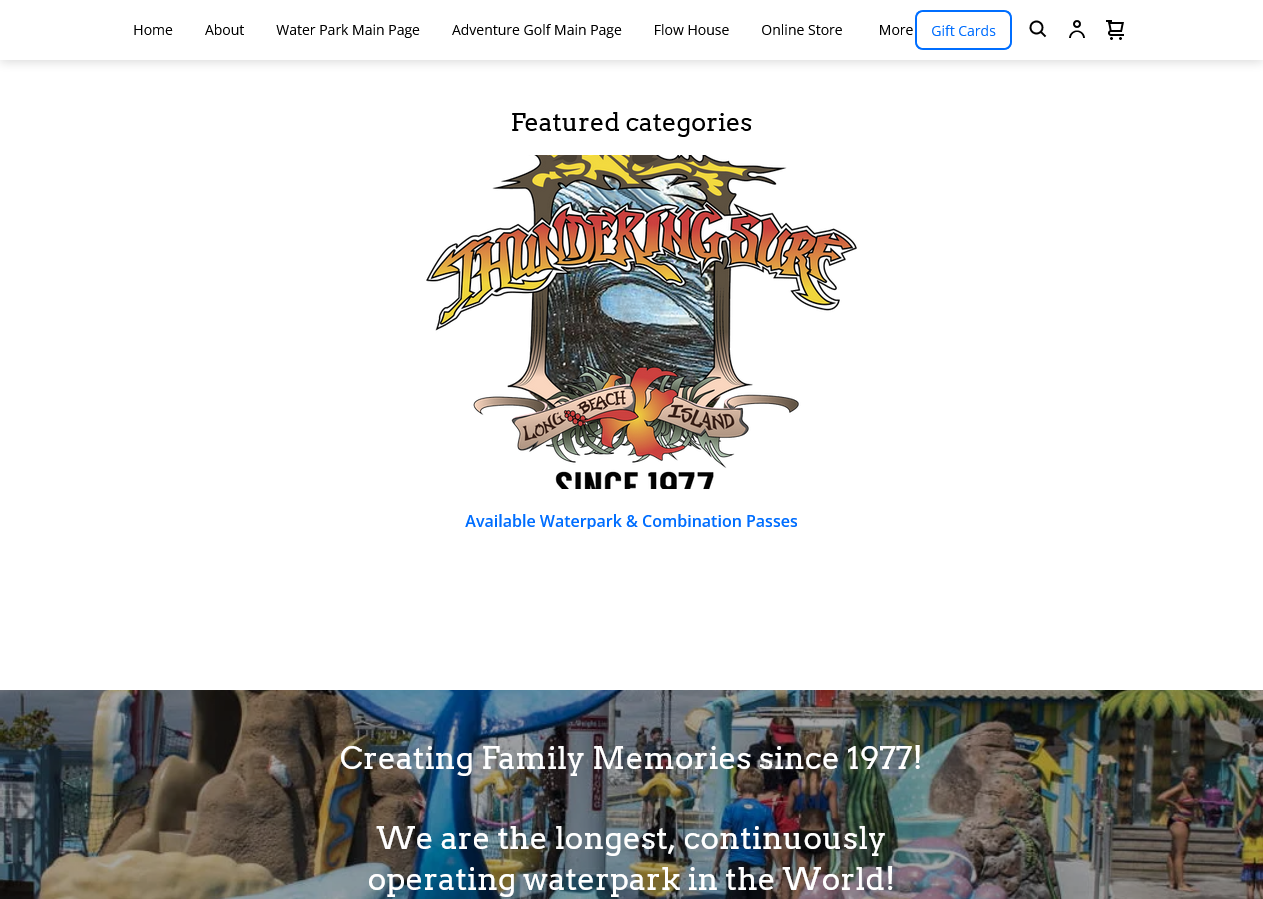 Home About Water Park Main Page Adventure Golf Main Page Flow House Online Store More Gift Cards
Featured categories
THUNDERING SURF
LONG BEACH ISLAND
SINCE 1977
Available Waterpark & Combination Passes
Creating Family Memories since 1977!
We are the longest, continuously
operating waterpark in the World!